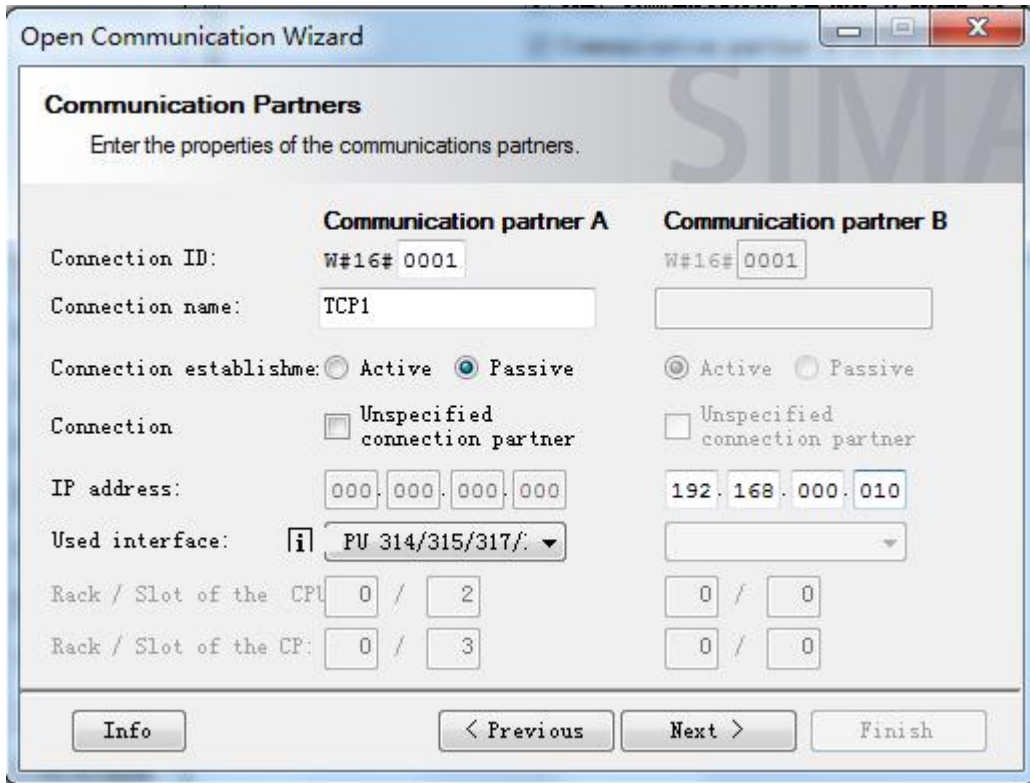 Open Communication Wizard
SIMA
Communication Partners
Enter the properties of the communications partners.
Communication partner A Communication partner B
Connection ID: W#16# 0001 W#16# 0001
Connection name: TCP1
Connection establishme: Active Passive Active Passive
Connection Unspecified connection partner Unspecified connection partner
IP address: 000. 000. 000. 000 192. 168. 000. 010
Used interface: i PU 314/315/317/
Rack / Slot of the CPU 0 / 2 0 / 0
Rack / Slot of the CP: 0 / 3 0 / 0
Info < Previous Next > Finish